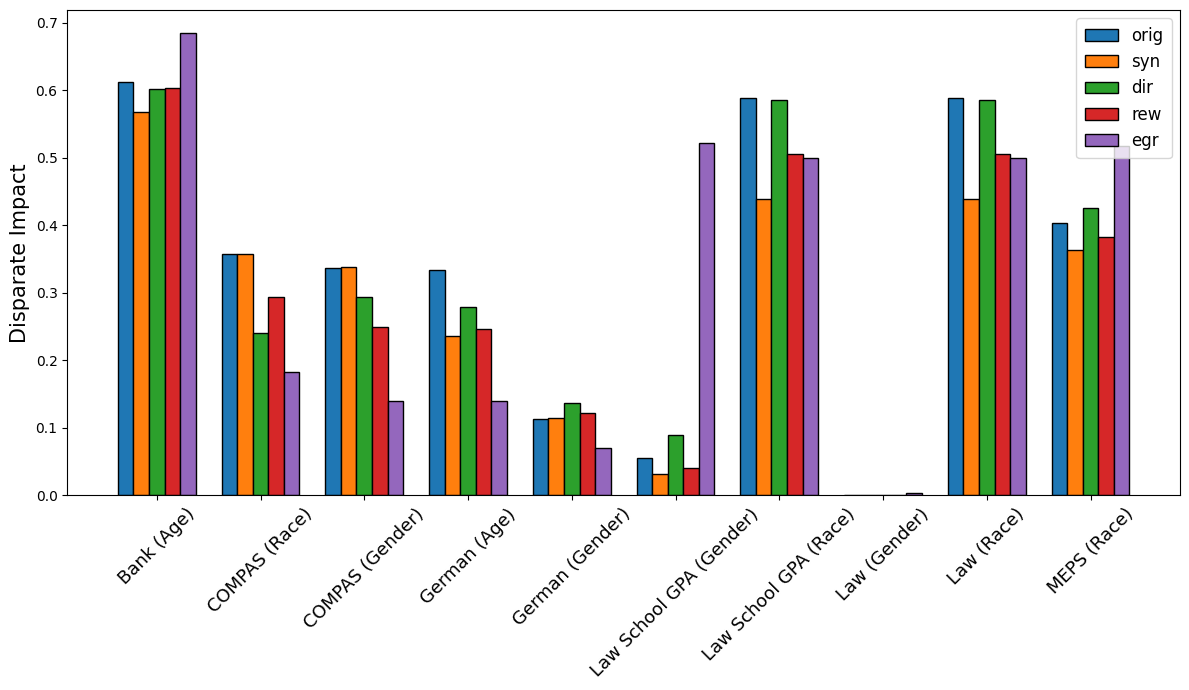 Disparate Impact
0.7
0.6
0.5
0.4
0.3
0.2
0.1
0.0
orig
syn
dir
rew
egr
Bank (Age)
COMPAS (Race)
COMPAS (Gender)
German (Age)
German (Gender)
Law School GPA (Gender)
Law School GPA (Race)
Law (Gender)
Law (Race)
MEPS (Race)